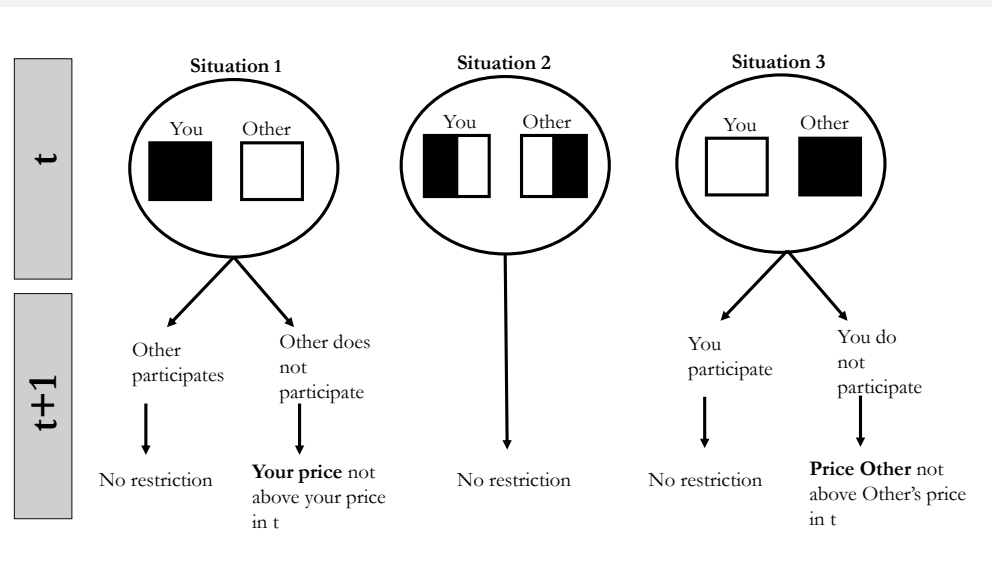 Situation 1
Situation 2
Situation 3
t
You
Other
You
Other
You
Other
t+1
Other
participates
Other does
not
participate
You
participate
You do
not
participate
No restriction
Your price not
above your price
in t
No restriction
No restriction
Price Other not
above Other's price
in t